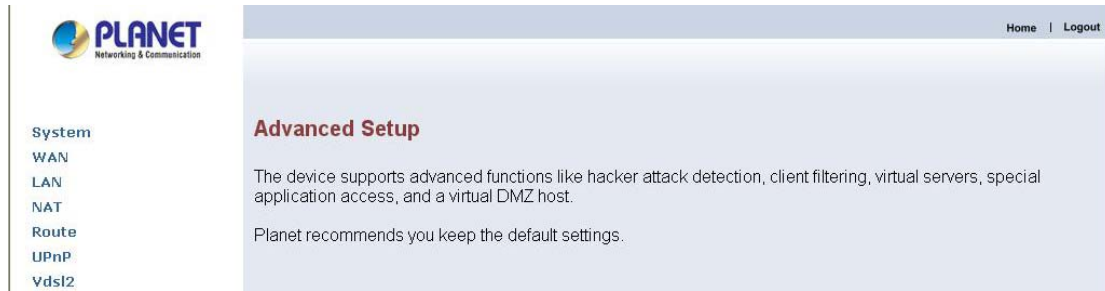 PLANET
Networking & Communication
Home | Logout
System
WAN
LAN
NAT
Route
UPnP
Vdsl2
Advanced Setup
The device supports advanced functions like hacker attack detection, client filtering, virtual servers, special
application access, and a virtual DMZ host.
Planet recommends you keep the default settings.